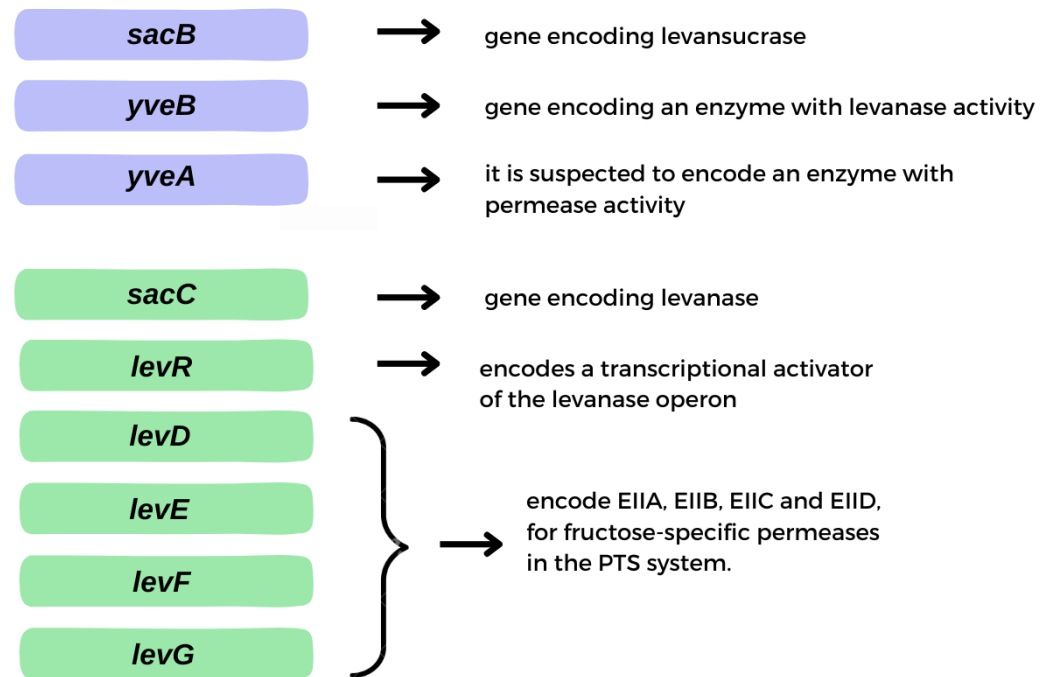 sacB
gene encoding levansucrase
yveB
gene encoding an enzyme with levanase activity
yveA
it is suspected to encode an enzyme with
permease activity
sacC
gene encoding levanase
levR
encodes a transcriptional activator
of the levanase operon
levD
levE
levF
levG
encode EIIA, EIIB, EIIC and EIID,
for fructose-specific permeases
in the PTS system.